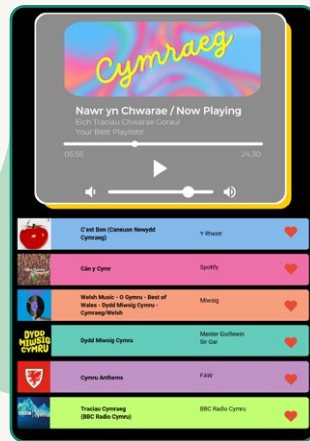 Cymraeg
Nawr yn Chwarae / Now Playing
Eich Traciau Chwarae Gorau!
Your Best Playlists!
05:55
24.30
C'est Bon (Caneuon Newydd
Cymraeg)
Y Rhestr
Cân y Cymr
Spotify
Welsh Music - O Gymru - Best of
Wales - Dydd Miwsig Cymru -
Cymraeg/Welsh
Miwsig
DYDD
MIWSIG
CYMRU
Dydd Miwsig Cymru
Menter Gorllewin
Sir Gar
Cymru Anthems
FAW
Traciau Cymraeg
(BBC Radio Cymru)
BBC Radio Cymru